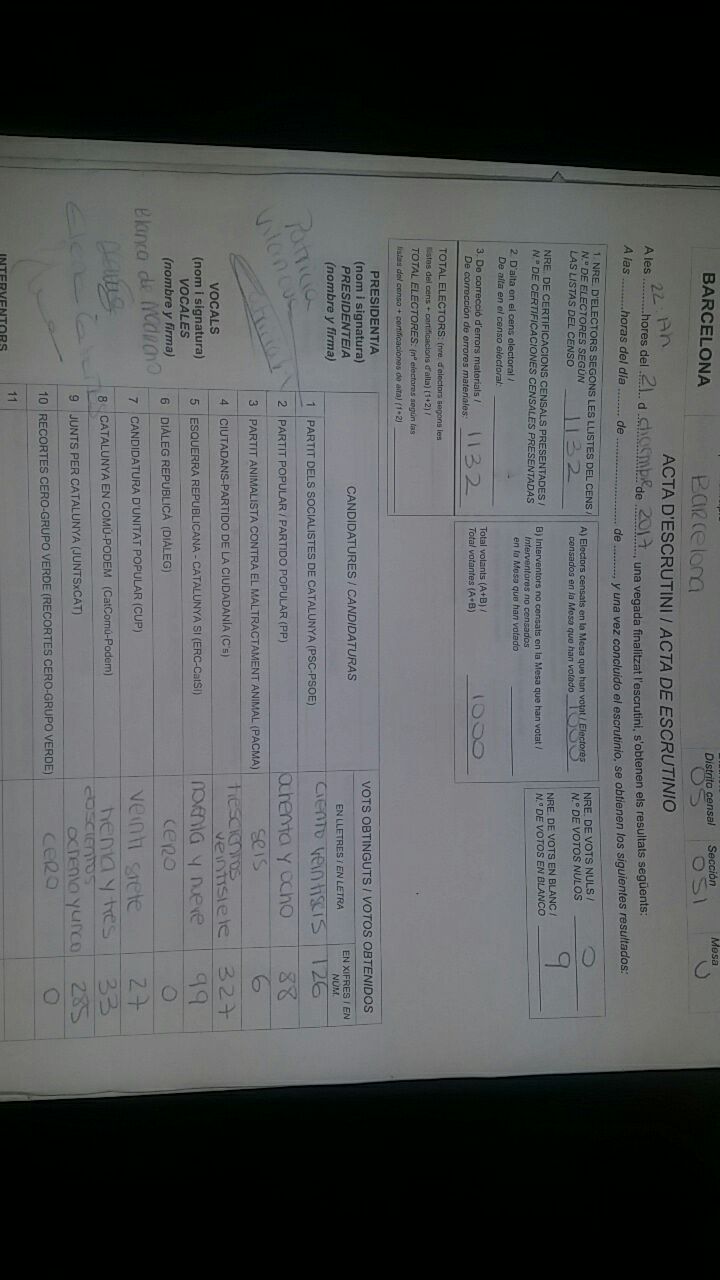 BARCELONA
Barcelona
Districte censal
05
Sección
051
Mesa
U
ACTA D'ESCRUTINI / ACTA DE ESCRUTINIO
A les 22 hores del 21 d diciembre de 2017, una vegada finalitzat l'escrutini, s'obtenen els resultats següents:
A las ......... horas del día ......... de ......... de ........., y una vez concluido el escrutinio, se obtienen los siguientes resultados:
1. NRE. D'ELECTORS SEGONS LES LLISTES DEL CENS /
N.º DE ELECTORES SEGÚN
LAS LISTAS DEL CENSO 1132
NRE. DE CERTIFICACIONS CENSALS PRESENTADES /
N.º DE CERTIFICACIONES CENSALES PRESENTADAS
2. D'alta en el cens electoral /
De alta en el censo electoral:
3. De correcció d'errors materials /
De corrección de errores materiales: 1132
TOTAL ELECTORS: (nre. d'electors segons les
llistes del cens + certificacions d'alta) (1+2) /
TOTAL ELECTORES: (nº electores según las
listas del censo + certificaciones de alta) (1+2)
A) Electors censats en la Mesa que han votat / Electores
censados en la Mesa que han votado 1000
B) Interventors no censats en la Mesa que han votat /
Interventores no censados
en la Mesa que han votado
Total votants (A+B) /
Total votantes (A+B) 1000
NRE. DE VOTS NULS /
N.º DE VOTOS NULOS 0
NRE. DE VOTS EN BLANC /
N.º DE VOTOS EN BLANCO 9
PRESIDENT/A
(nom i signatura)
PRESIDENTE/A
(nombre y firma)
Patricia
VOCALS
(nom i signatura)
VOCALES
(nombre y firma)
Blanca de
INTERVENTORS
CANDIDATURES / CANDIDATURAS
VOTS OBTINGUTS / VOTOS OBTENIDOS
EN LLETRES / EN LETRA
EN XIFRES / EN NÚM.
1 PARTIT DELS SOCIALISTES DE CATALUNYA (PSC-PSOE) ciento veintiseis 126
2 PARTIT POPULAR / PARTIDO POPULAR (PP) ochenta y ocho 88
3 PARTIT ANIMALISTA CONTRA EL MALTRACTAMENT ANIMAL (PACMA) seis 6
4 CIUTADANS-PARTIDO DE LA CIUDADANÍA (C's) trescientos veintisiete 327
5 ESQUERRA REPUBLICANA - CATALUNYA SÍ (ERC-CatSí) noventa y nueve 99
6 DIÀLEG REPUBLICÀ (DIÀLEG) cero 0
7 CANDIDATURA D'UNITAT POPULAR (CUP) veinti siete 27
8 CATALUNYA EN COMÚ-PODEM (CatComú-Podem) treinta y tres 33
9 JUNTS PER CATALUNYA (JUNTSxCAT) doscientos ochenta y cinco 285
10 RECORTES CERO-GRUPO VERDE (RECORTES CERO-GRUPO VERDE) cero 0
11